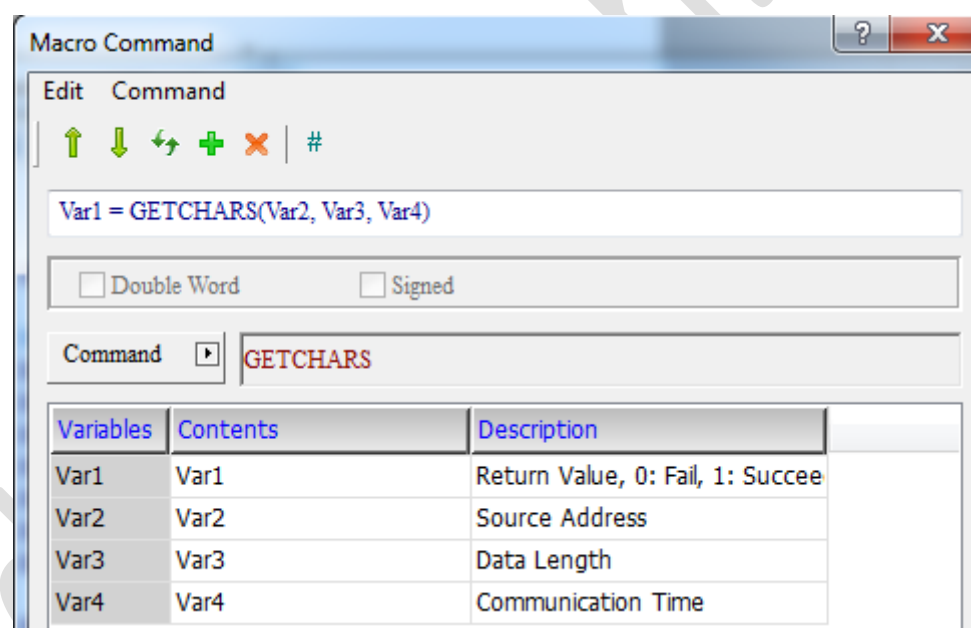 Macro Command
Edit Command
#
Var1 = GETCHARS(Var2, Var3, Var4)
Double Word Signed
Command GETCHARS
Variables Contents Description
Var1 Var1 Return Value, 0: Fail, 1: Succee
Var2 Var2 Source Address
Var3 Var3 Data Length
Var4 Var4 Communication Time